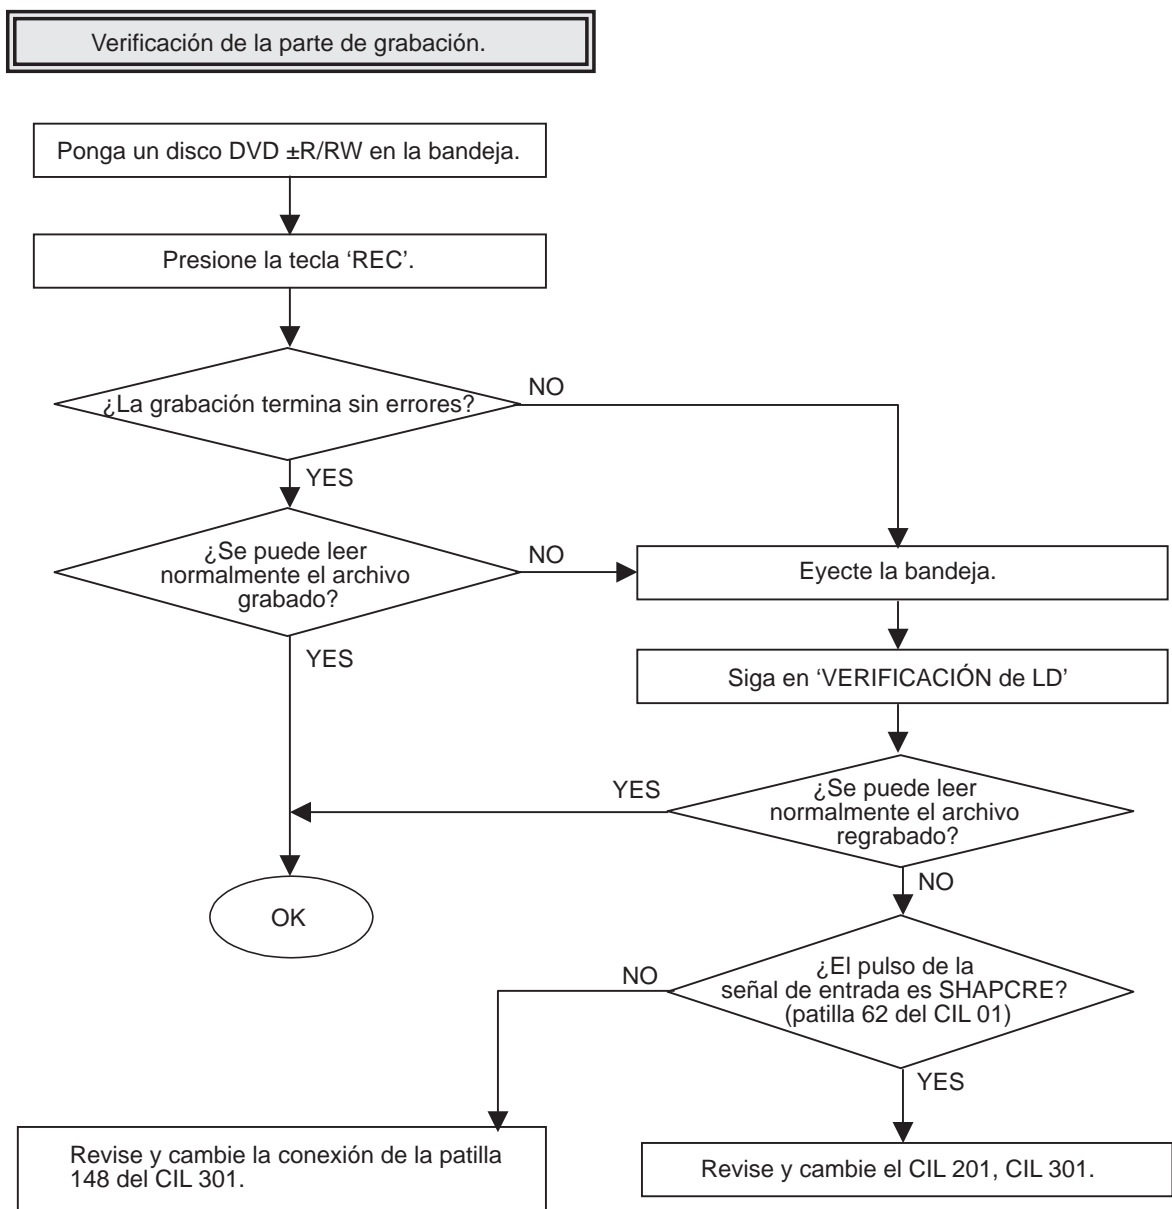 Verificación de la parte de grabación.
Ponga un disco DVD ±R/RW en la bandeja.
Presione la tecla ‘REC’.
¿La grabación termina sin errores?
NO
YES
¿Se puede leer
normalmente el archivo
grabado?
NO
YES
Eyecte la bandeja.
Siga en ‘VERIFICACIÓN de LD’
¿Se puede leer
normalmente el archivo
regrabado?
YES
NO
OK
¿El pulso de la
señal de entrada es SHAPCRE?
(patilla 62 del CIL 01)
NO
YES
Revise y cambie la conexión de la patilla
148 del CIL 301.
Revise y cambie el CIL 201, CIL 301.